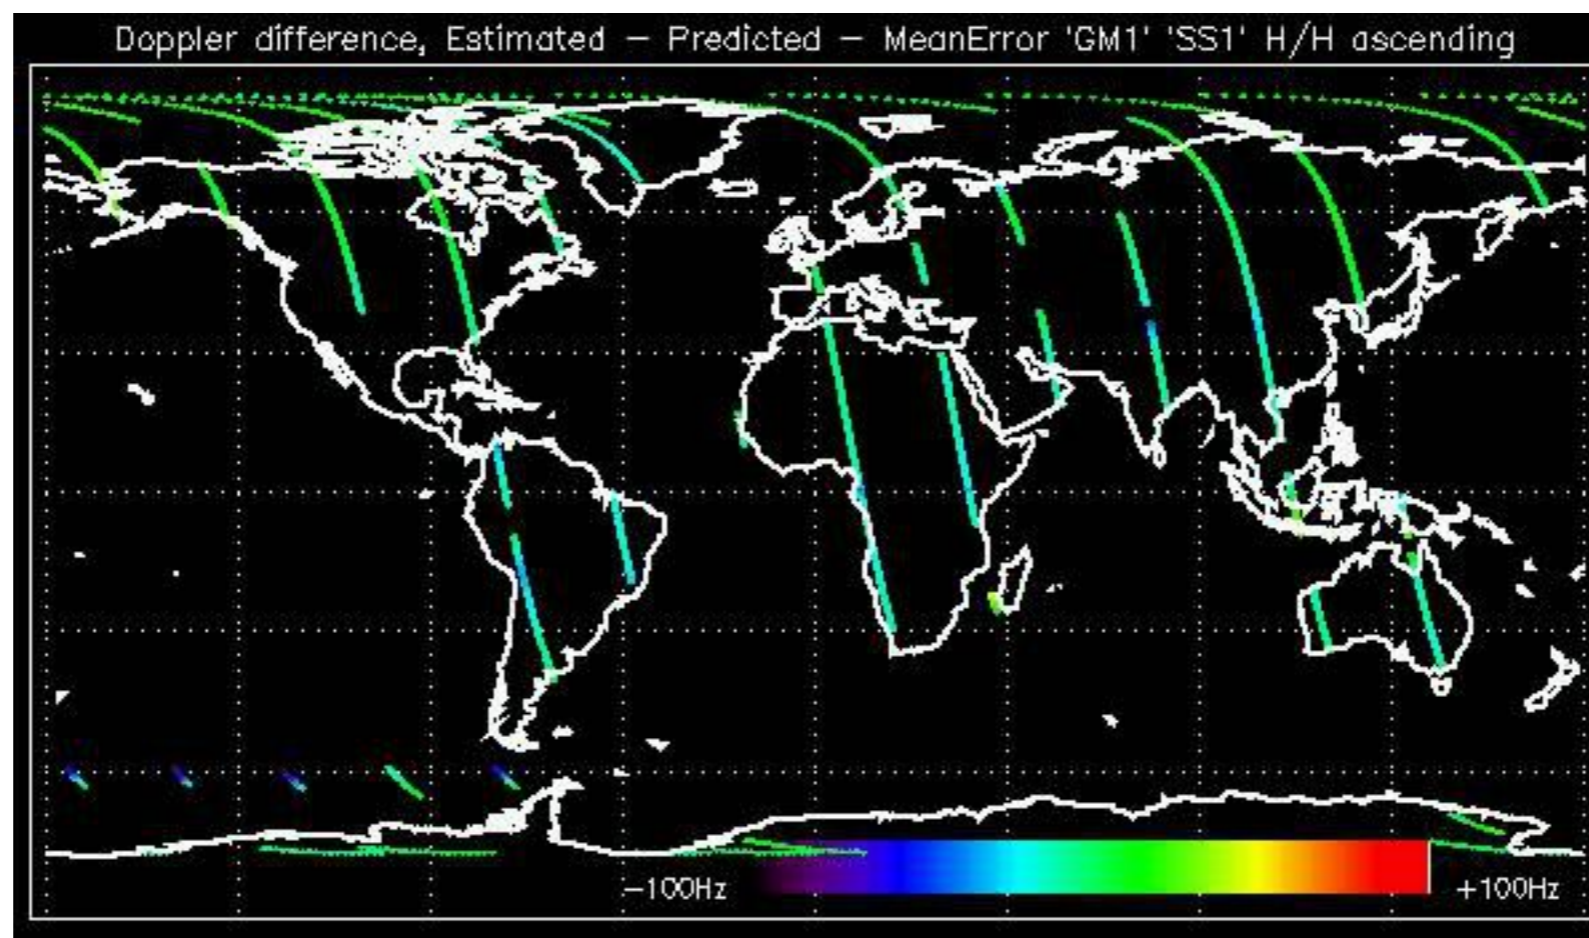 Doppler difference, Estimated – Predicted – MeanError 'GM1' 'SS1' H/H ascending
−100Hz +100Hz